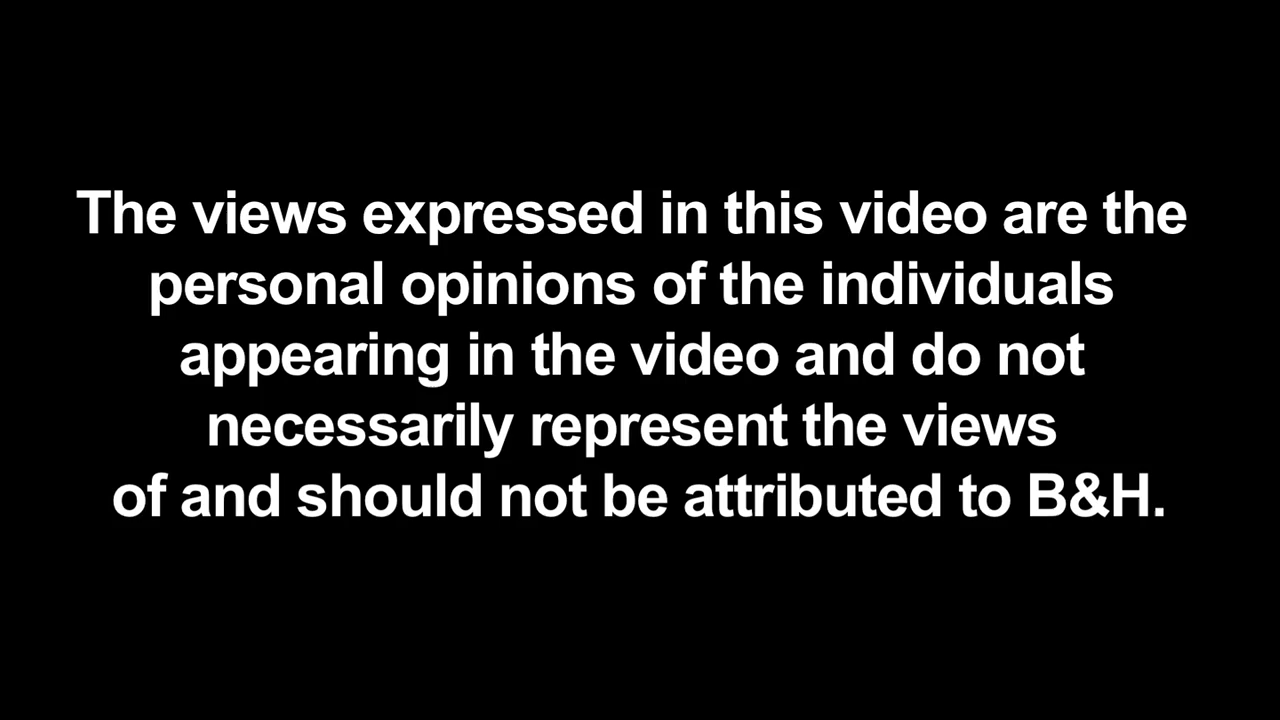 The views expressed in this video are the
personal opinions of the individuals
appearing in the video and do not
necessarily represent the views
of and should not be attributed to B&H.